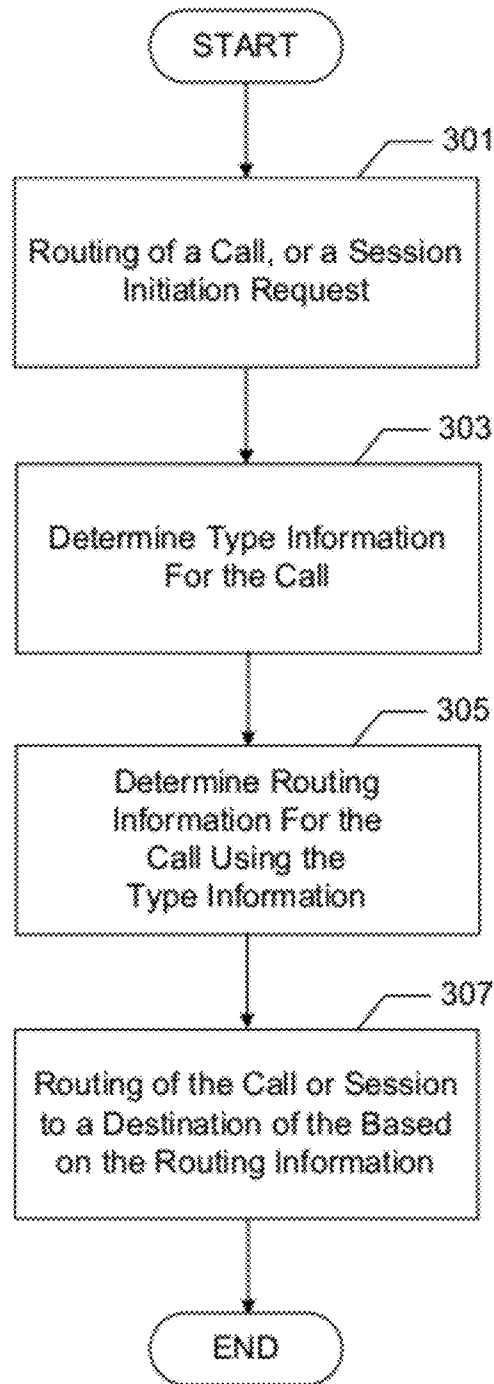 START
301
Routing of a Call, or a Session
Initiation Request
303
Determine Type Information
For the Call
305
Determine Routing
Information For the
Call Using the
Type Information
307
Routing of the Call or Session
to a Destination of the Based
on the Routing Information
END